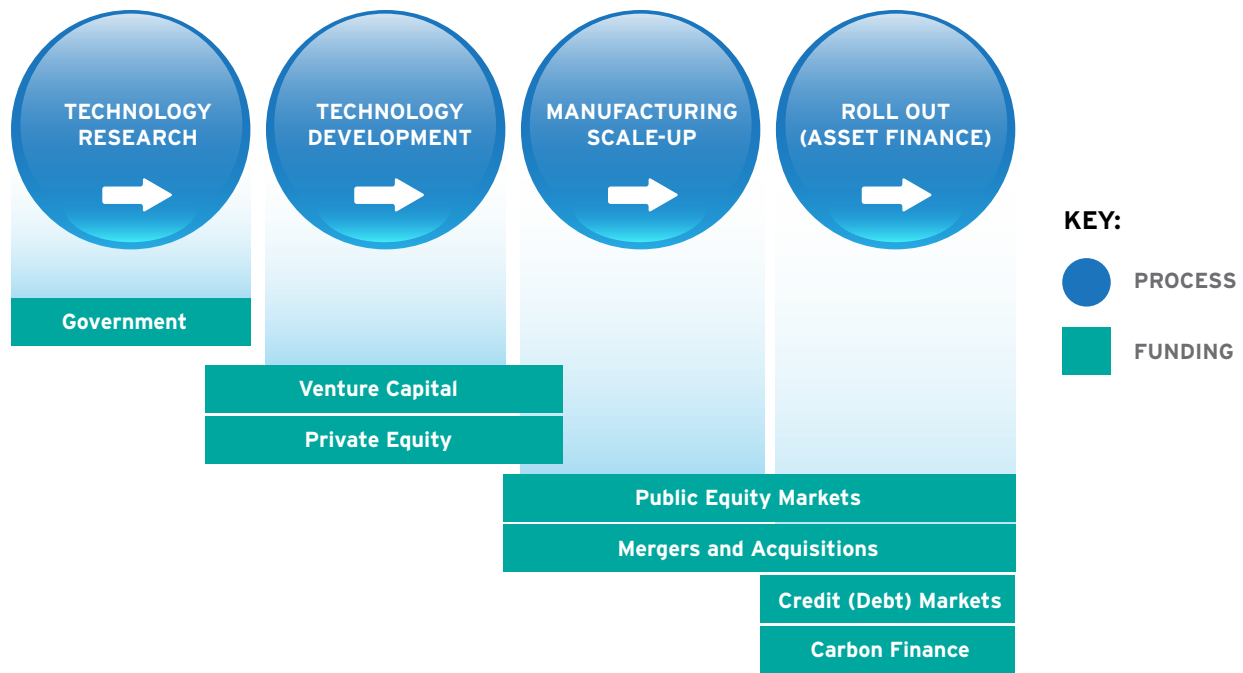 TECHNOLOGY
RESEARCH
TECHNOLOGY
DEVELOPMENT
MANUFACTURING
SCALE-UP
ROLL OUT
(ASSET FINANCE)
KEY:
PROCESS
FUNDING
Government
Venture Capital
Private Equity
Public Equity Markets
Mergers and Acquisitions
Credit (Debt) Markets
Carbon Finance